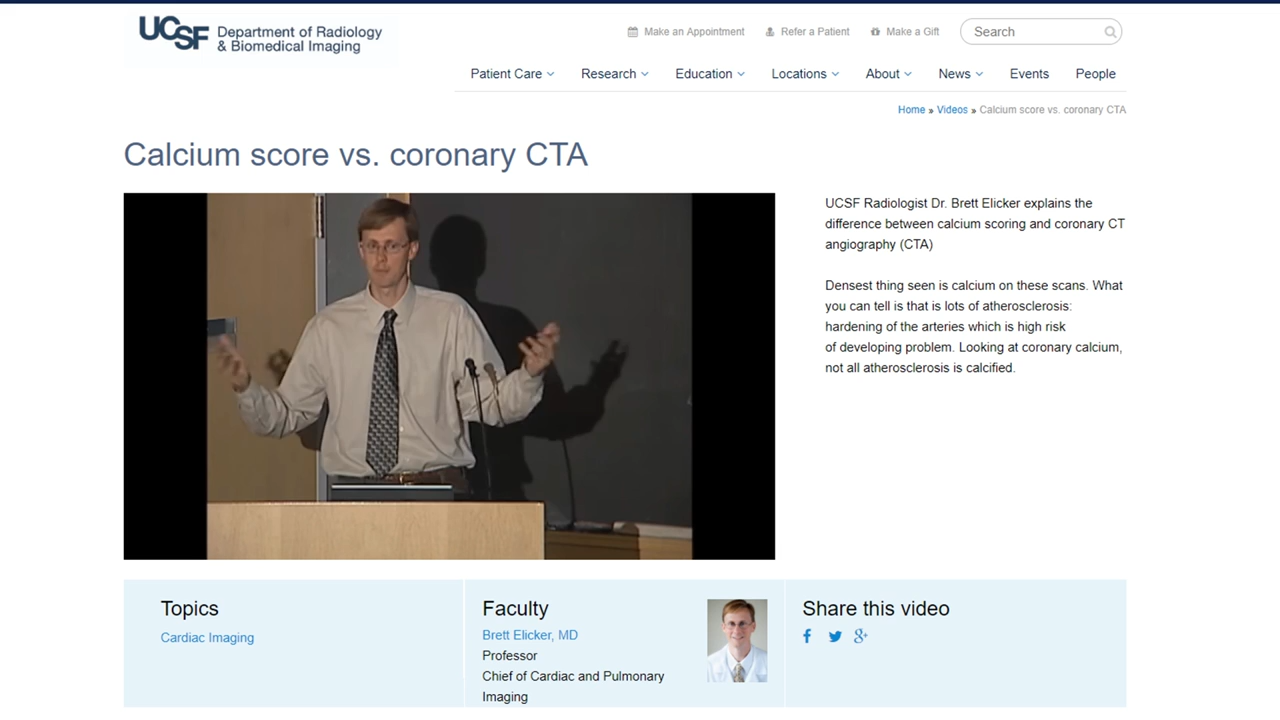 UCSF Department of Radiology
& Biomedical Imaging
Make an Appointment Refer a Patient Make a Gift Search
Patient Care Research Education Locations About News Events People
Home » Videos » Calcium score vs. coronary CTA
Calcium score vs. coronary CTA
UCSF Radiologist Dr. Brett Elicker explains the
difference between calcium scoring and coronary CT
angiography (CTA)
Densest thing seen is calcium on these scans. What
you can tell is that is lots of atherosclerosis:
hardening of the arteries which is high risk
of developing problem. Looking at coronary calcium,
not all atherosclerosis is calcified.
Topics
Cardiac Imaging
Faculty
Brett Elicker, MD
Professor
Chief of Cardiac and Pulmonary
Imaging
Share this video